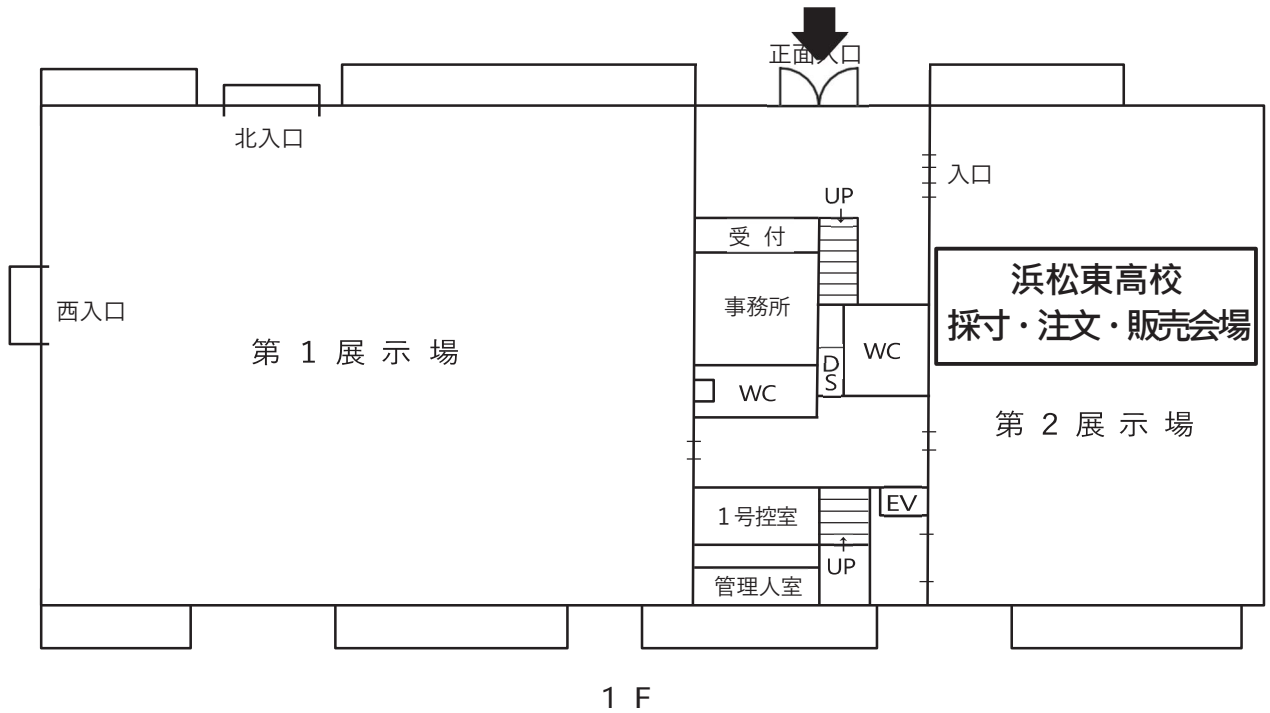 正面入口
北入口
入口
UP
受 付
浜松東高校
採寸・注文・販売会場
事務所
西入口
第 1 展 示 場
WC
DS
WC
第 2 展 示 場
EV
1号控室
UP
管理人室
1 F